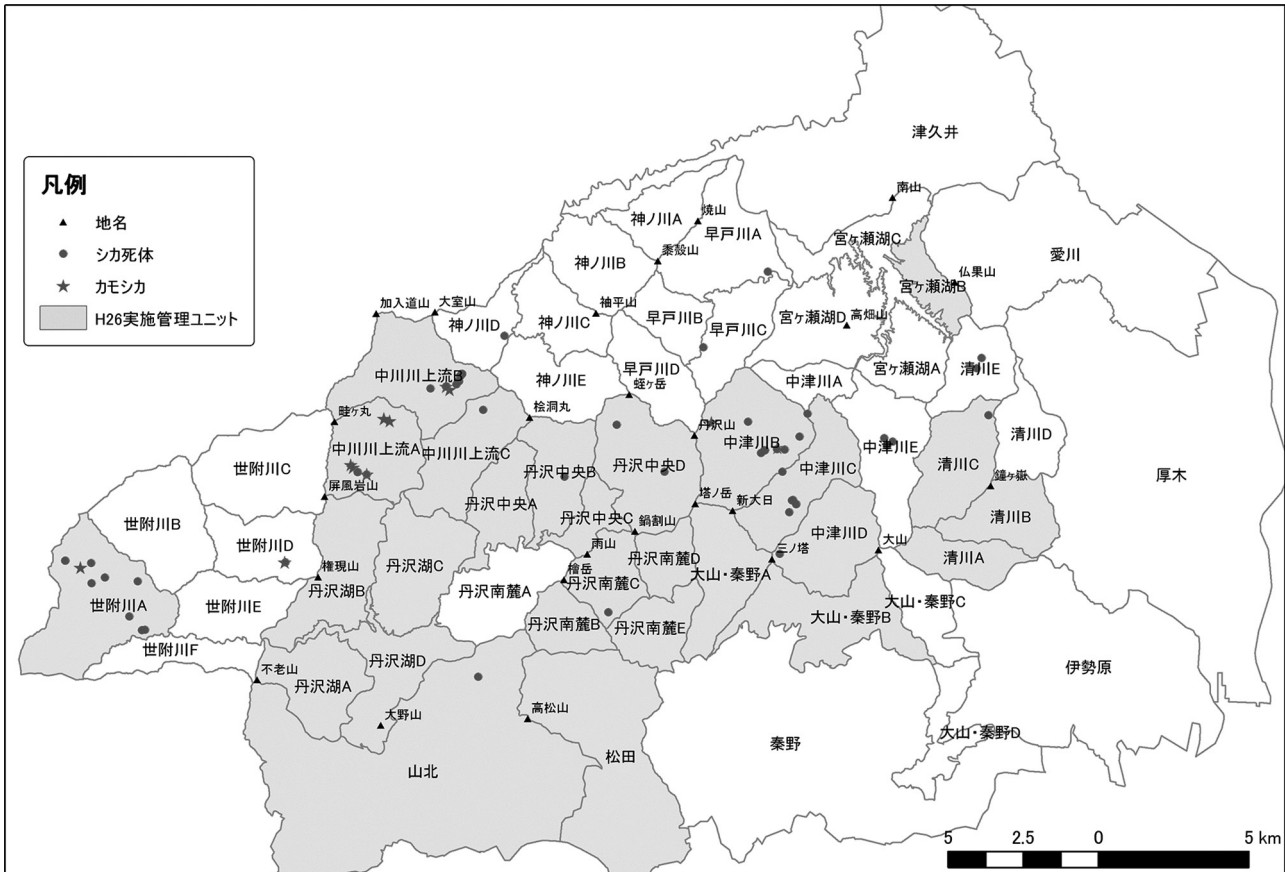 凡例
地名
シカ死体
カモシカ
H26実施管理ユニット
津久井
南山
焼山
神ノ川A
早戸川A
宮ヶ瀬湖C
愛川
黍殻山
神ノ川B
仏果山
宮ヶ瀬湖B
加入道山
大室山
袖平山
神ノ川C
早戸川B
早戸川C
宮ヶ瀬湖D
高畑山
神ノ川D
中川川上流B
神ノ川E
早戸川D
蛭ヶ岳
中津川A
宮ヶ瀬湖A
清川E
畦ヶ丸
桧洞丸
丹沢山
中津川B
中津川E
清川D
中川川上流A
中川川上流C
丹沢中央B
丹沢中央D
中津川C
清川C
厚木
世附川C
屏風岩山
鐘ヶ嶽
丹沢中央A
塔ノ岳
新大日
世附川B
丹沢中央C
鍋割山
清川B
世附川D
中津川D
大山
雨山
三ノ塔
丹沢南麓D
清川A
権現山
丹沢湖C
檜岳
丹沢南麓C
大山・秦野A
丹沢湖B
丹沢南麓A
大山・秦野C
世附川A
世附川E
大山・秦野B
丹沢南麓B
丹沢南麓E
世附川F
丹沢湖D
不老山
伊勢原
丹沢湖A
大野山
高松山
大山・秦野D
秦野
松田
山北
5 2.5 0 5 km